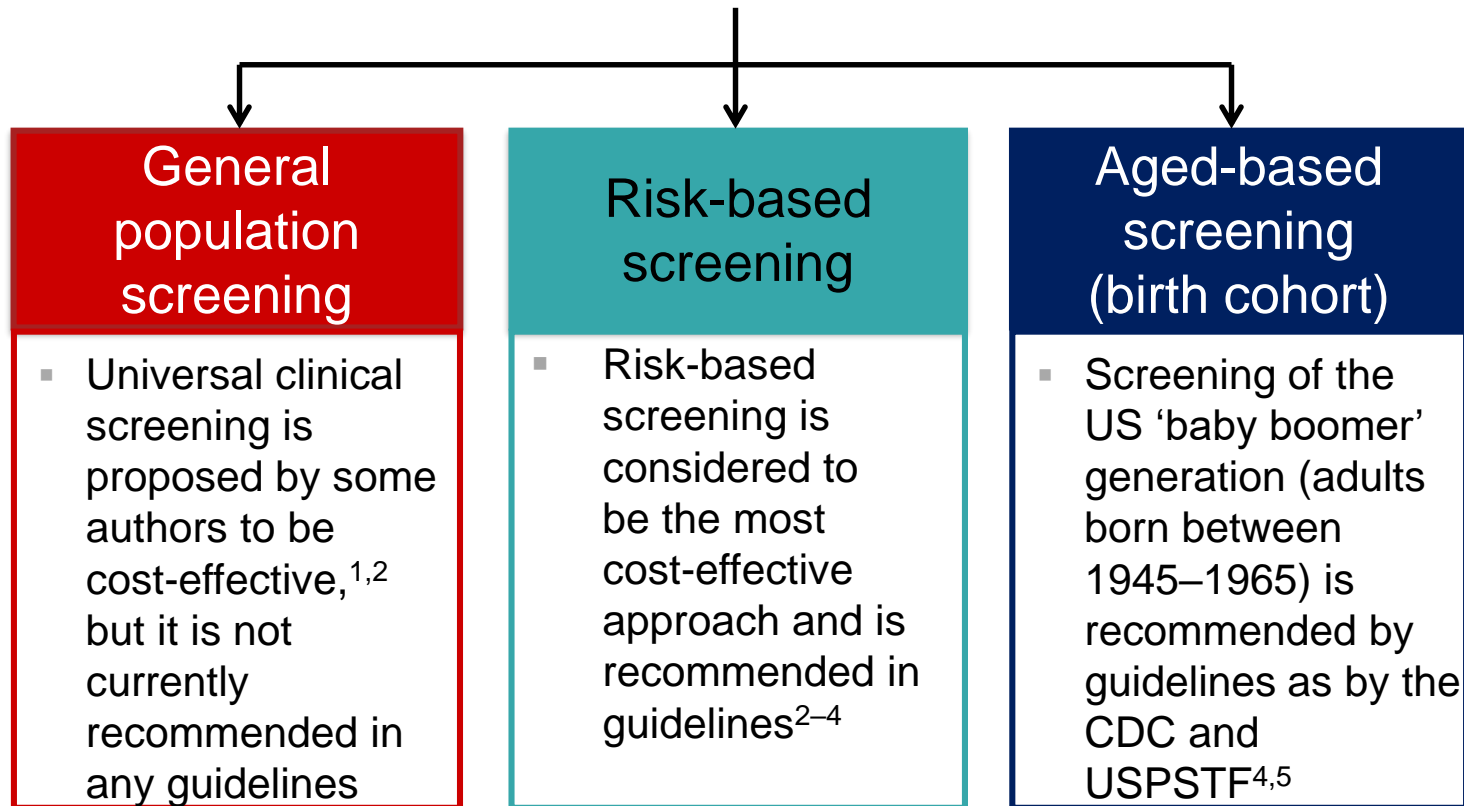 General
population
screening
Universal clinical
screening is
proposed by some
authors to be
cost-effective,1,2
but it is not
currently
recommended in
any guidelines
Risk-based
screening
Risk-based
screening is
considered to
be the most
cost-effective
approach and is
recommended in
guidelines2–4
Aged-based
screening
(birth cohort)
Screening of the
US ‘baby boomer’
generation (adults
born between
1945–1965) is
recommended by
guidelines as by the
CDC and
USPSTF4,5